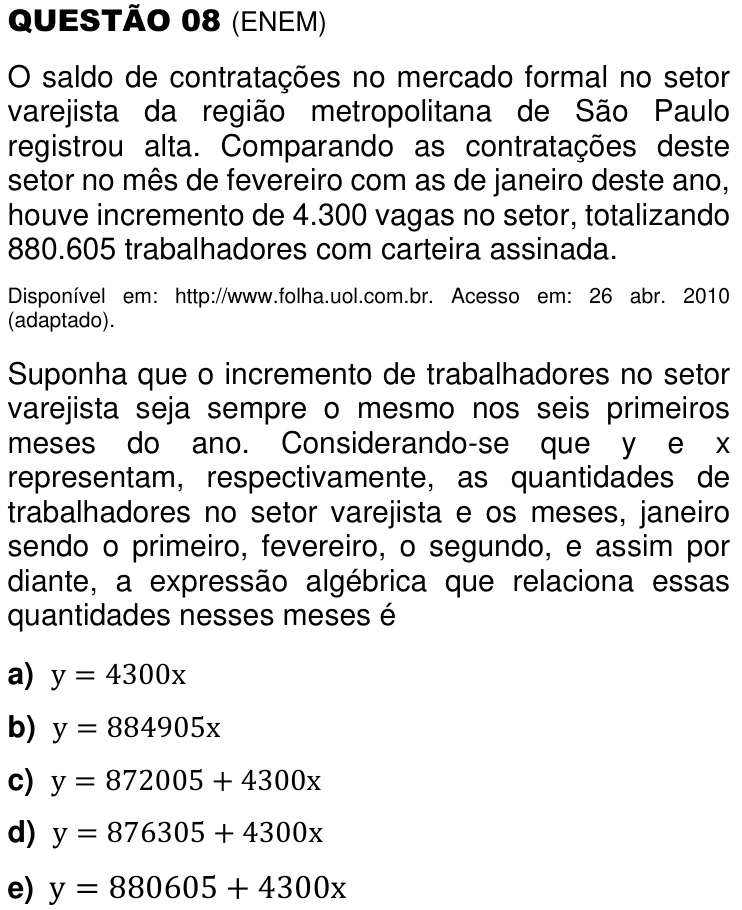 QUESTÃO 08 (ENEM)
O saldo de contratações no mercado formal no setor
varejista da região metropolitana de São Paulo
registrou alta. Comparando as contratações deste
setor no mês de fevereiro com as de janeiro deste ano,
houve incremento de 4.300 vagas no setor, totalizando
880.605 trabalhadores com carteira assinada.
Disponível em: http://www.folha.uol.com.br. Acesso em: 26 abr. 2010
(adaptado).
Suponha que o incremento de trabalhadores no setor
varejista seja sempre o mesmo nos seis primeiros
meses do ano. Considerando-se que y e x
representam, respectivamente, as quantidades de
trabalhadores no setor varejista e os meses, janeiro
sendo o primeiro, fevereiro, o segundo, e assim por
diante, a expressão algébrica que relaciona essas
quantidades nesses meses é
a) y = 4300x
b) y = 884905x
c) y = 872005 + 4300x
d) y = 876305 + 4300x
e) y = 880605 + 4300x